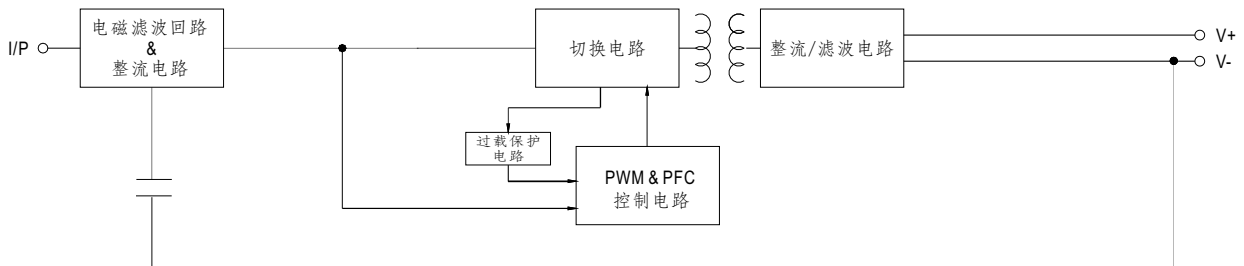 电磁滤波回路
&
整流电路
I/P
切换电路
整流/滤波电路
V+
V-
过载保护
电路
PWM & PFC
控制电路